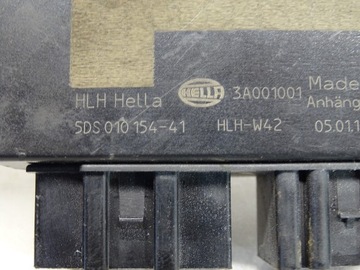 HLH Hella HELLA 3A001001 Made
Anhäng
5DS 010 154-41 HLH-W42 05.01.1